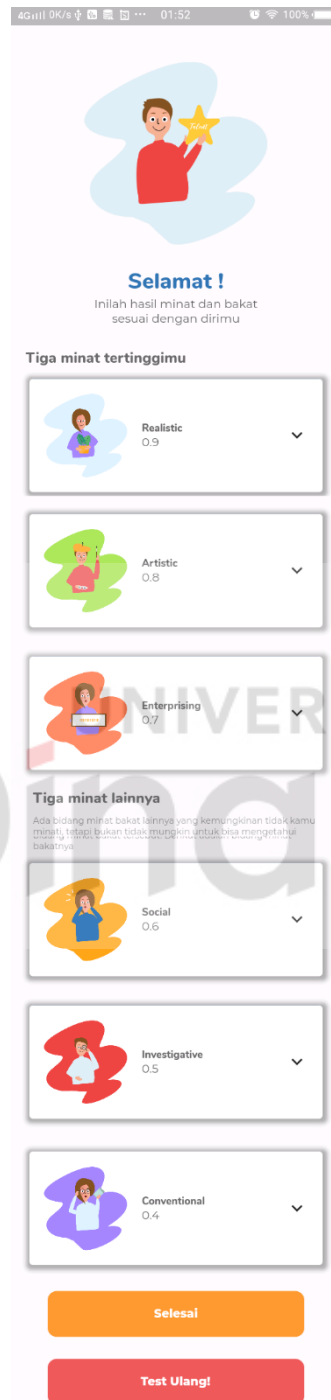 4G 0K/s ··· 01:52 100%
Talent
Selamat !
Inilah hasil minat dan bakat
sesuai dengan dirimu
Tiga minat tertinggimu
Realistic
0.9
Artistic
0.8
Enterprising
0.7
UNIVER
Tiga minat lainnya
Ada bidang minat bakat lainnya yang kemungkinan tidak kamu
minati, tetapi bukan tidak mungkin untuk bisa mengetahui
bakatnya
Social
0.6
Investigative
0.5
Conventional
0.4
Selesai
Test Ulang!